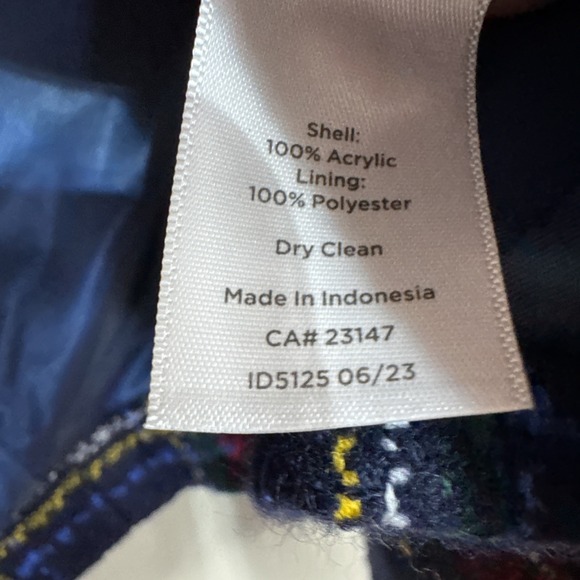 Shell:
100% Acrylic
Lining:
100% Polyester
Dry Clean
Made In Indonesia
CA# 23147
ID5125 06/23